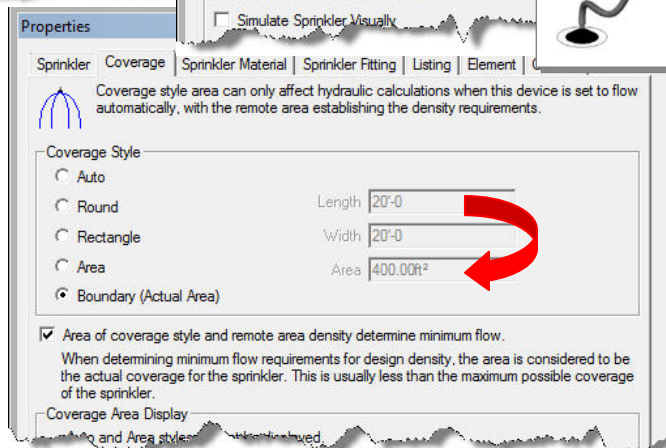 Simulate Sprinkler Visually
Properties
Sprinkler Coverage Sprinkler Material Sprinkler Fitting Listing Element
Coverage style area can only affect hydraulic calculations when this device is set to flow
automatically, with the remote area establishing the density requirements.
Coverage Style
Auto
Round
Length 20'-0
Rectangle
Width 20'-0
Area
Area 400.00ft²
Boundary (Actual Area)
Area of coverage style and remote area density determine minimum flow.
When determining minimum flow requirements for design density, the area is considered to be
the actual coverage for the sprinkler. This is usually less than the maximum possible coverage
of the sprinkler.
Coverage Area Display
and Area styles